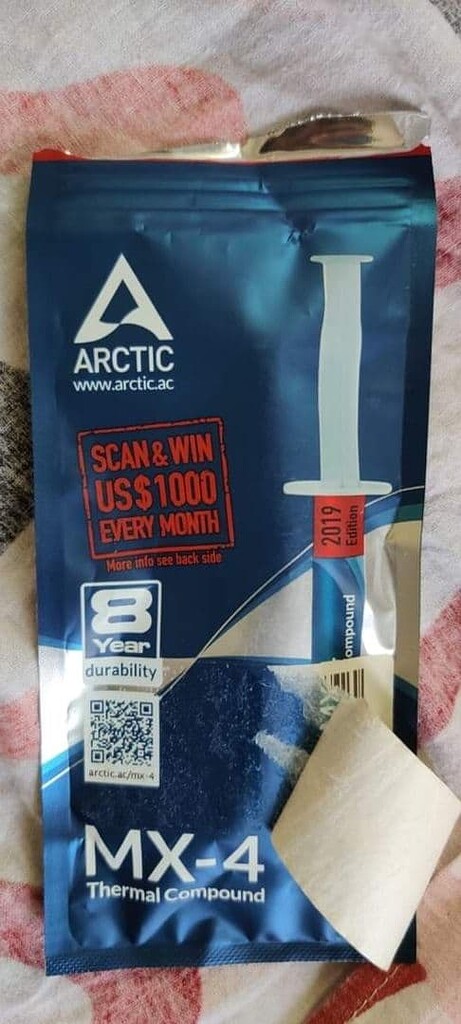 ARCTIC
www.arctic.ac
SCAN & WIN
US$1000
EVERY MONTH
More info see back side
2019
Edition
8
Year
durability
arctic.ac/mx-4
MX-4
Thermal Compound